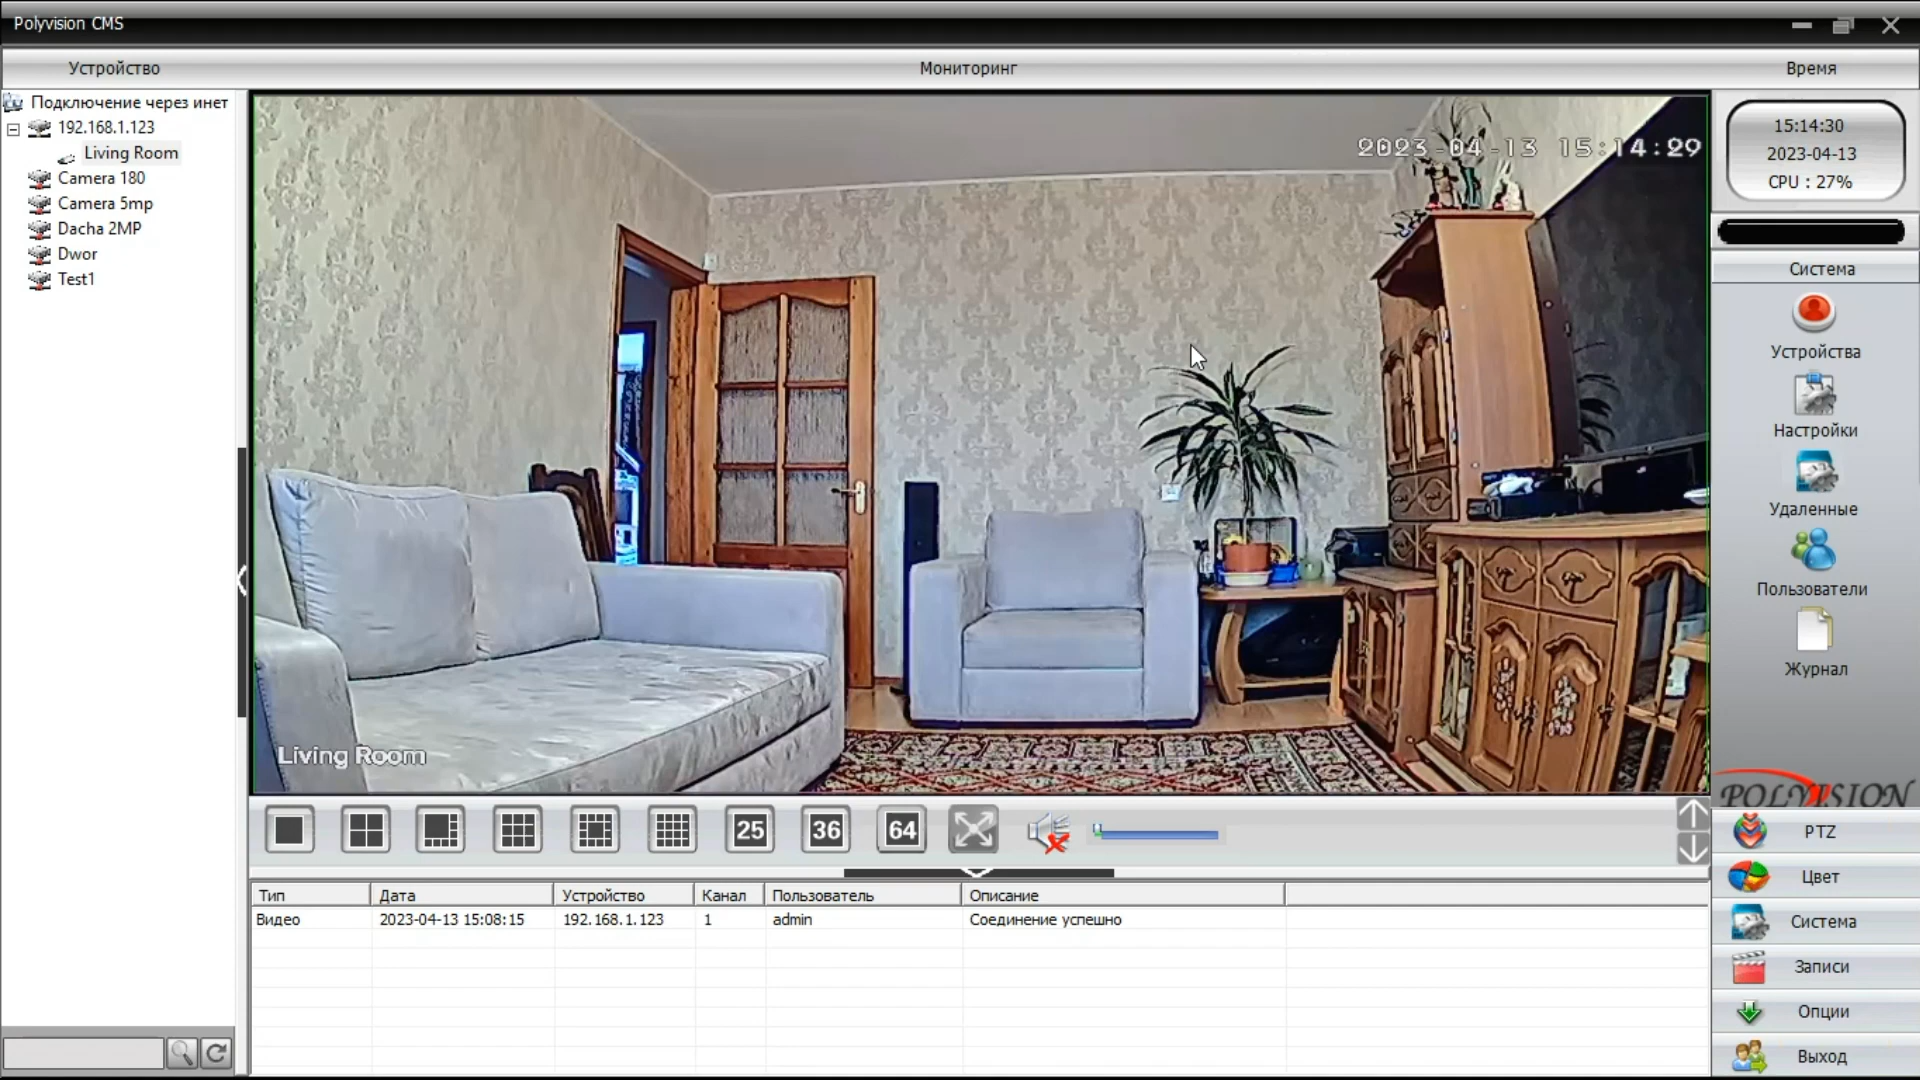 Polyvision CMS
Устройство
Мониторинг
Время
Подключение через инет
192.168.1.123
Living Room
Camera 180
Camera 5mp
Dacha 2MP
Dwor
Test1
2023-04-13 15:14:29
Living Room
15:14:30
2023-04-13
CPU : 27%
Система
Устройства
Настройки
Удаленные
Пользователи
Журнал
POLYVISION
PTZ
Цвет
Система
Записи
Опции
Выход
25 36 64
Тип Дата Устройство Канал Пользователь Описание
Видео 2023-04-13 15:08:15 192.168.1.123 1 admin Соединение успешно